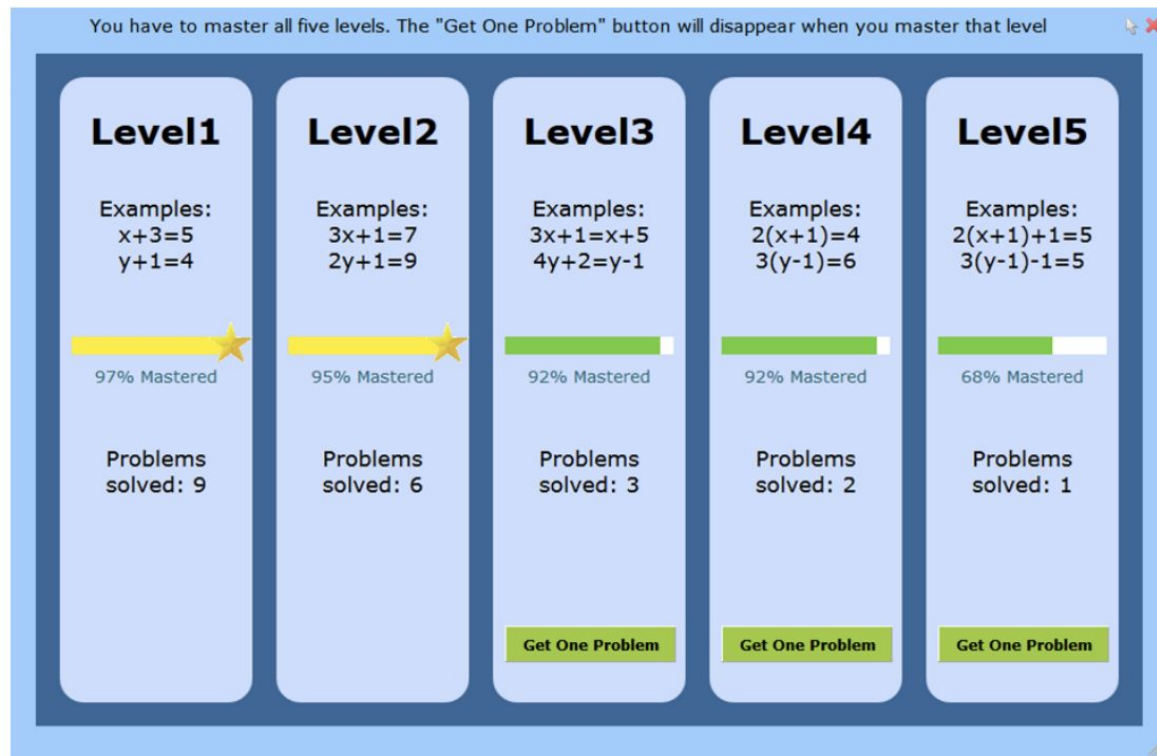 You have to master all five levels. The "Get One Problem" button will disappear when you master that level
Level1
Examples:
x+3=5
y+1=4
97% Mastered
Problems
solved: 9
Level2
Examples:
3x+1=7
2y+1=9
95% Mastered
Problems
solved: 6
Level3
Examples:
3x+1=x+5
4y+2=y-1
92% Mastered
Problems
solved: 3
Get One Problem
Level4
Examples:
2(x+1)=4
3(y-1)=6
92% Mastered
Problems
solved: 2
Get One Problem
Level5
Examples:
2(x+1)+1=5
3(y-1)-1=5
68% Mastered
Problems
solved: 1
Get One Problem